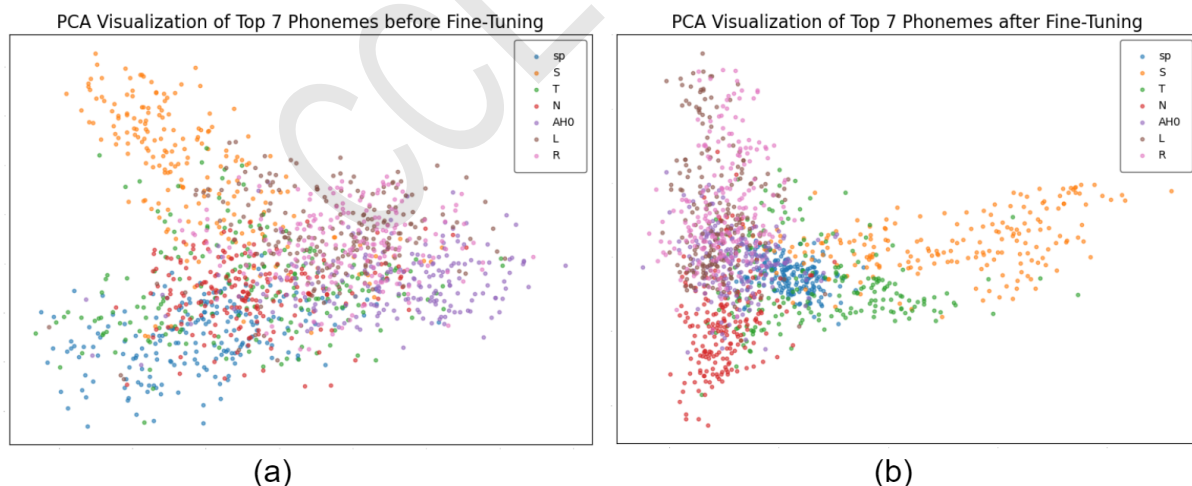 PCA Visualization of Top 7 Phonemes before Fine-Tuning
sp
S
T
N
AH0
L
R
(a)
PCA Visualization of Top 7 Phonemes after Fine-Tuning
sp
S
T
N
AH0
L
R
(b)